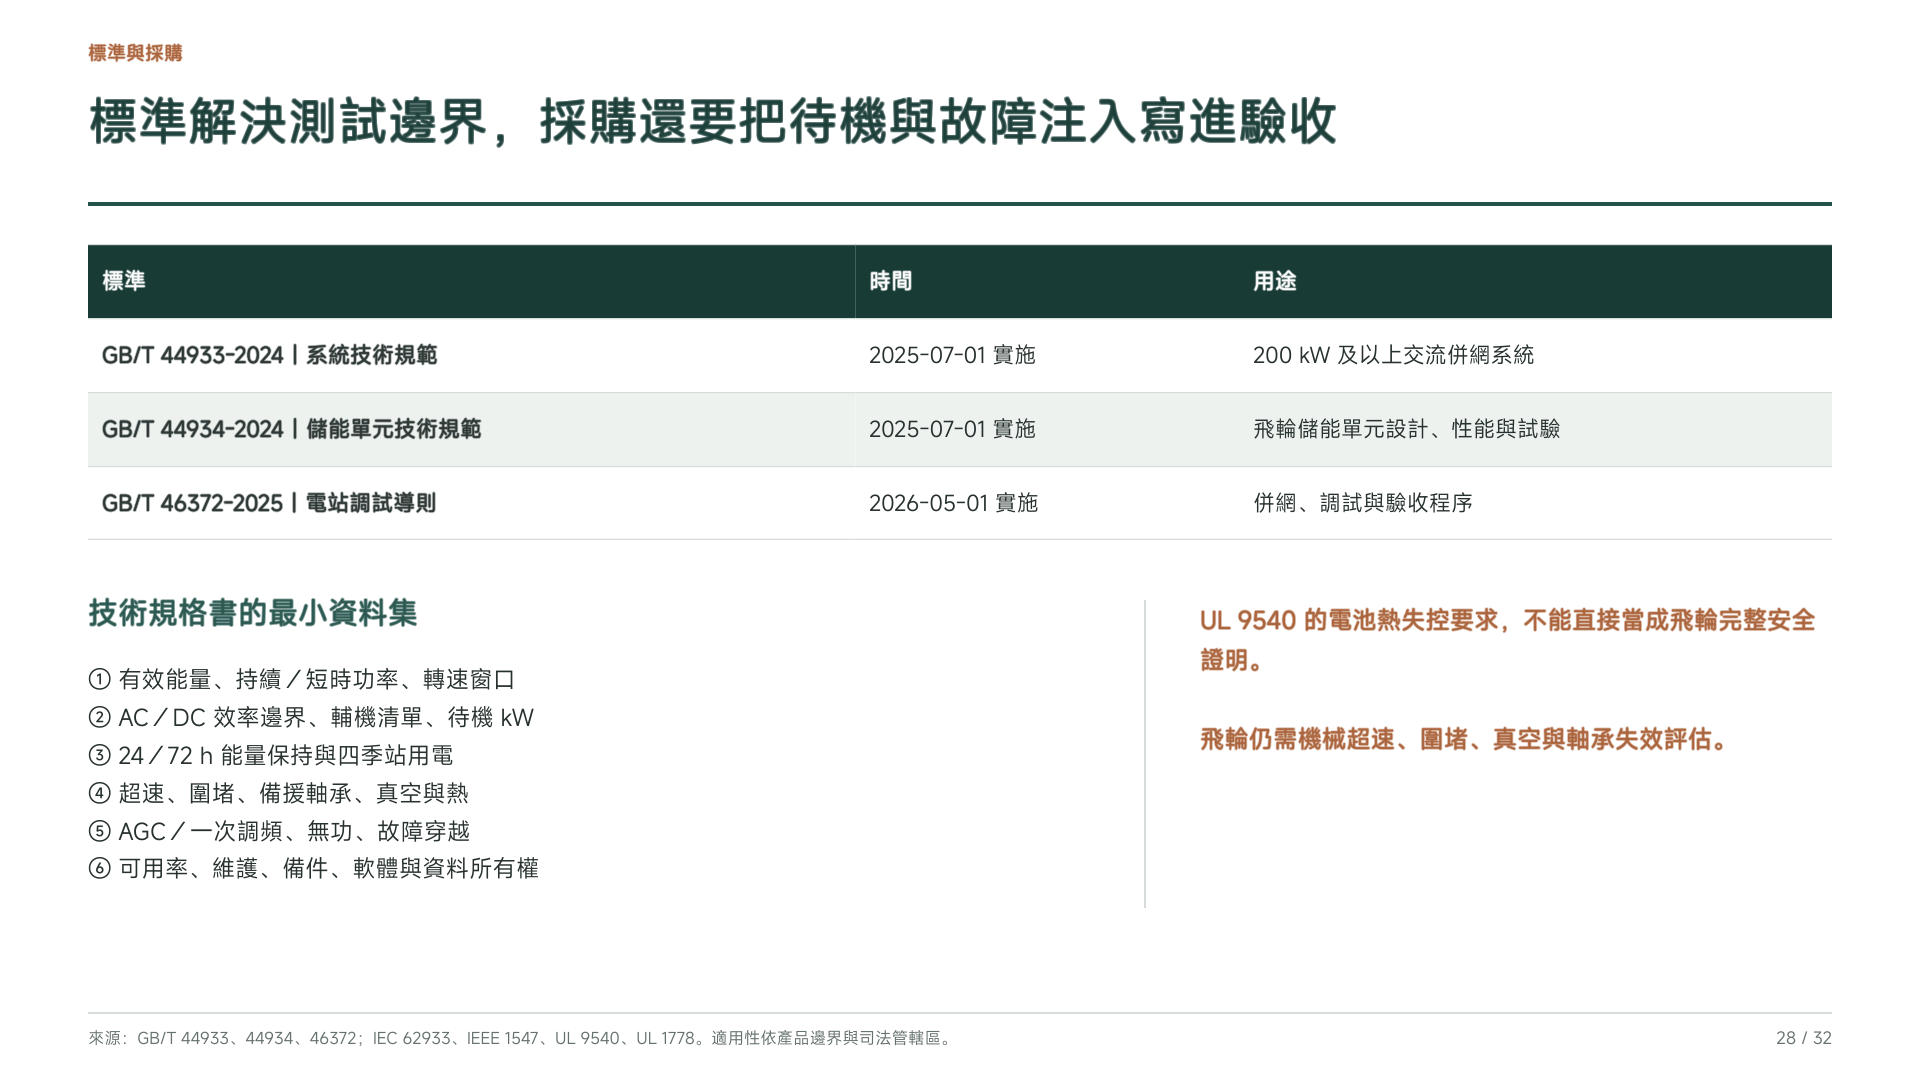 標準與採購
標準解決測試邊界，採購還要把待機與故障注入寫進驗收
標準 時間 用途
GB/T 44933-2024｜系統技術規範 2025-07-01 實施 200 kW 及以上交流併網系統
GB/T 44934-2024｜儲能單元技術規範 2025-07-01 實施 飛輪儲能單元設計、性能與試驗
GB/T 46372-2025｜電站調試導則 2026-05-01 實施 併網、調試與驗收程序
技術規格書的最小資料集
① 有效能量、持續／短時功率、轉速窗口
② AC／DC 效率邊界、輔機清單、待機 kW
③ 24／72 h 能量保持與四季站用電
④ 超速、圍堵、備援軸承、真空與熱
⑤ AGC／一次調頻、無功、故障穿越
⑥ 可用率、維護、備件、軟體與資料所有權
UL 9540 的電池熱失控要求，不能直接當成飛輪完整安全
證明。
飛輪仍需機械超速、圍堵、真空與軸承失效評估。
來源：GB/T 44933、44934、46372；IEC 62933、IEEE 1547、UL 9540、UL 1778。適用性依產品邊界與司法管轄區。
28 / 32